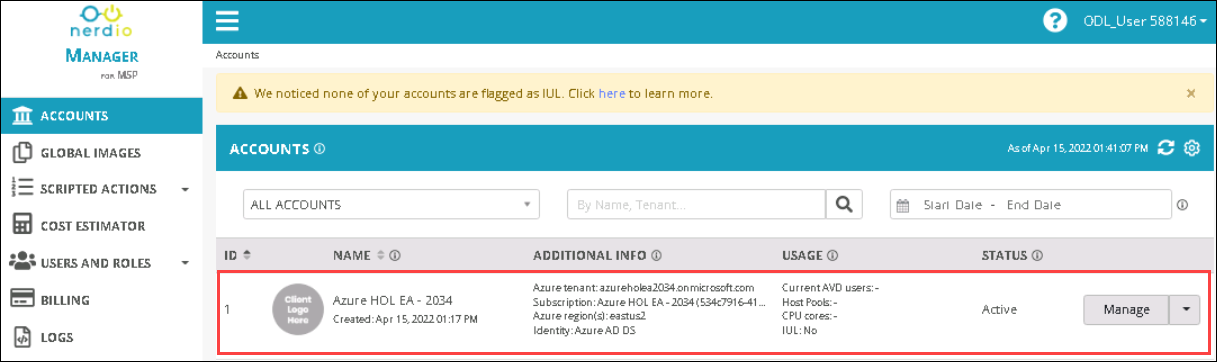 nerdio
MANAGER
FOR MSP
ACCOUNTS
GLOBAL IMAGES
SCRIPTED ACTIONS
COST ESTIMATOR
USERS AND ROLES
BILLING
LOGS
? ODL_User 588146
Accounts
We noticed none of your accounts are flagged as IUL. Click here to learn more. ×
ACCOUNTS As of Apr 15, 2022 01:41:07 PM
ALL ACCOUNTS By Name, Tenant... Start Date - End Date
ID NAME ADDITIONAL INFO USAGE STATUS
1
Client
Logo
Here
Azure HOL EA - 2034
Created: Apr 15, 2022 01:17 PM
Azure tenant: azureholea2034.onmicrosoft.com
Subscription: Azure HOL EA - 2034 (534c7916-41...
Azure region(s): eastus2
Identity: Azure AD DS
Current AVD users: -
Host Pools: -
CPU cores: -
IUL: No
Active
Manage